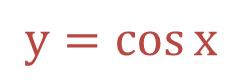 y = cos x